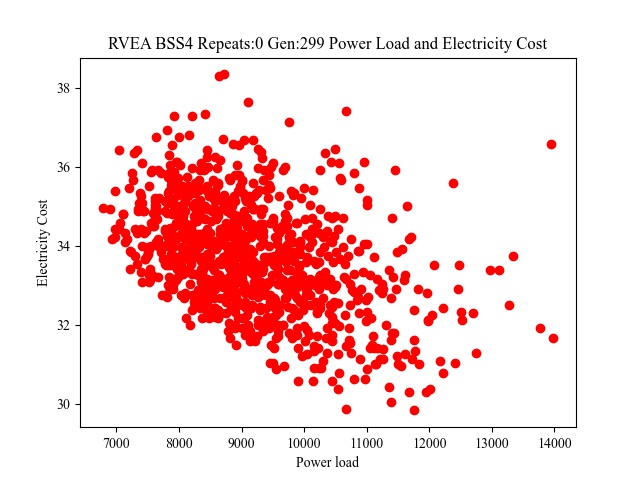 RVEA BSS4 Repeats:0 Gen:299 Power Load and Electricity Cost
38
36
34
32
30
Electricity Cost
7000 8000 9000 10000 11000 12000 13000 14000
Power load